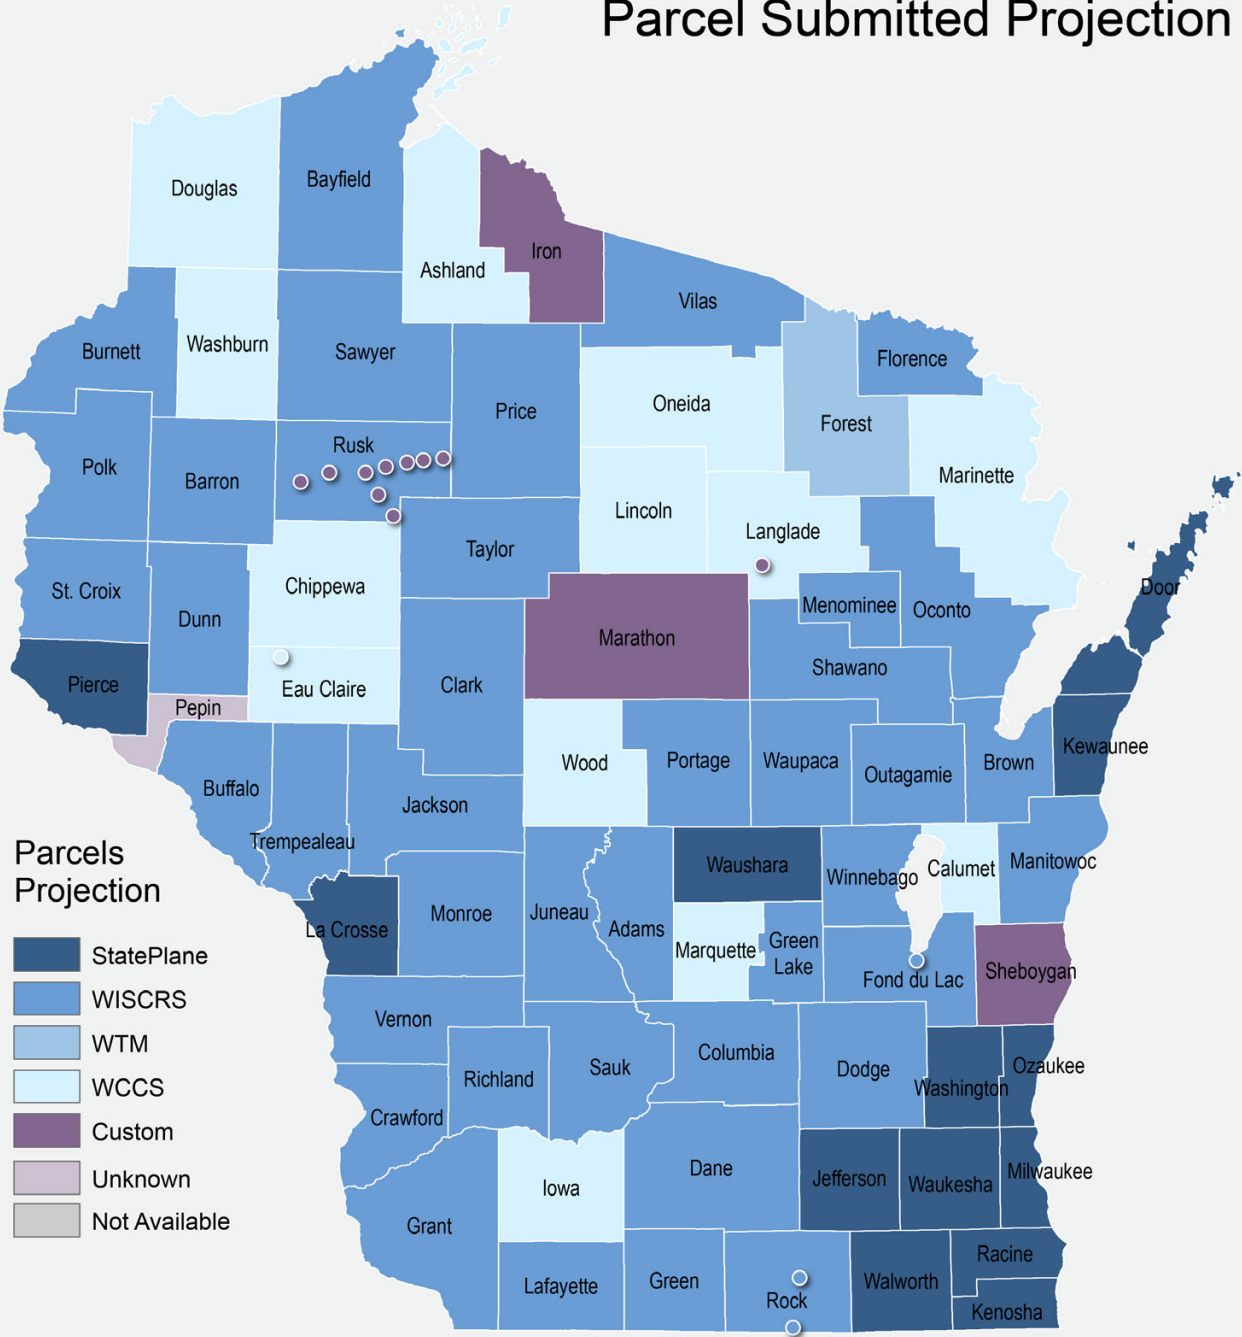 Parcel Submitted Projection
Douglas
Bayfield
Iron
Ashland
Vilas
Washburn
Burnett
Sawyer
Florence
Price
Oneida
Forest
Rusk
Polk
Barron
Marinette
Lincoln
Langlade
Taylor
St. Croix
Chippewa
Door
Menominee
Oconto
Dunn
Marathon
Shawano
Pierce
Eau Claire
Clark
Pepin
Kewaunee
Wood
Portage
Waupaca
Brown
Outagamie
Buffalo
Jackson
Trempealeau
Waushara
Calumet
Manitowoc
Winnebago
Monroe
Juneau
La Crosse
Adams
Marquette
Green
Lake
Sheboygan
Fond du Lac
Vernon
Columbia
Sauk
Dodge
Ozaukee
Richland
Washington
Crawford
Dane
Milwaukee
Jefferson
Waukesha
Iowa
Grant
Racine
Green
Walworth
Lafayette
Rock
Kenosha
Parcels
Projection
StatePlane
WISCRS
WTM
WCCS
Custom
Unknown
Not Available